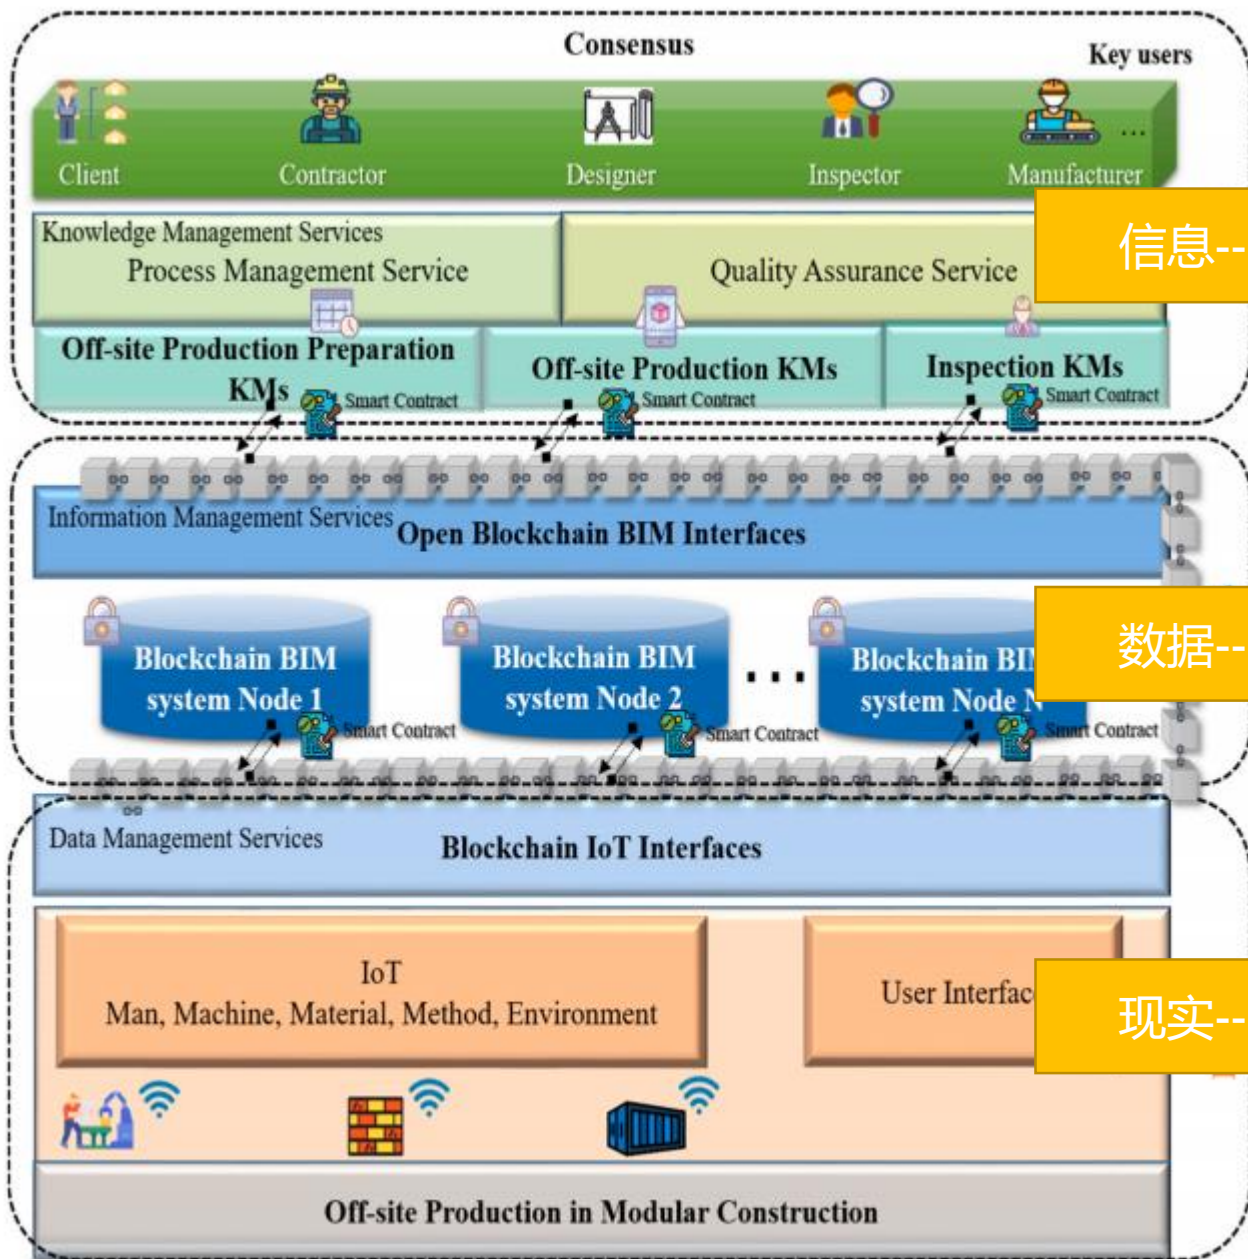 Consensus
Key users
Client
Contractor
Designer
Inspector
Manufacturer
...
Knowledge Management Services
Process Management Service
Quality Assurance Service
信息--
Off-site Production Preparation
KMs
Off-site Production KMs
Inspection KMs
Smart Contract
Smart Contract
Smart Contract
Information Management Services
Open Blockchain BIM Interfaces
Blockchain BIM
system Node 1
Blockchain BIM
system Node 2
...
Blockchain BI
system Node N
数据--
Smart Contract
Smart Contract
Smart Contract
Data Management Services
Blockchain IoT Interfaces
IoT
Man, Machine, Material, Method, Environment
User Interfac
现实--
Off-site Production in Modular Construction